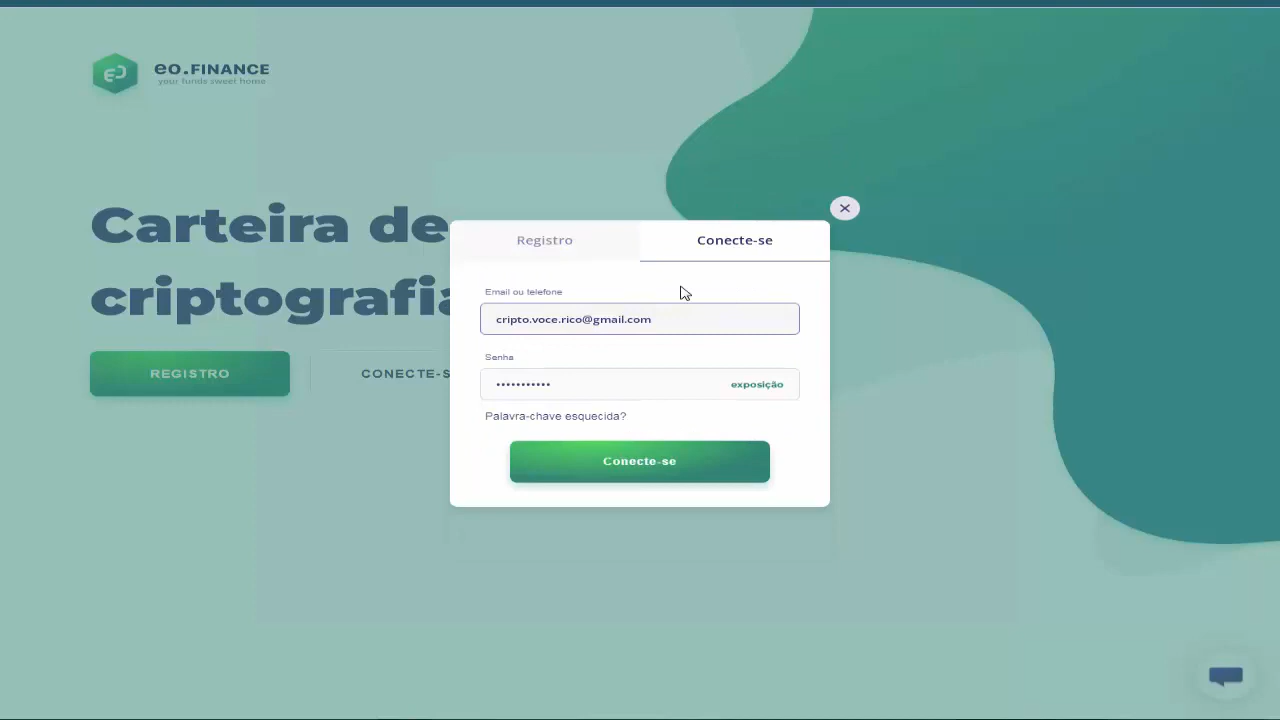 eo.FINANCE
your funds sweet home
Carteira de
criptografia
REGISTRO
CONECTE-S
Registro
Conecte-se
Email ou telefone
cripto.voce.rico@gmail.com
Senha
•••••••••••
exposição
Palavra-chave esquecida?
Conecte-se